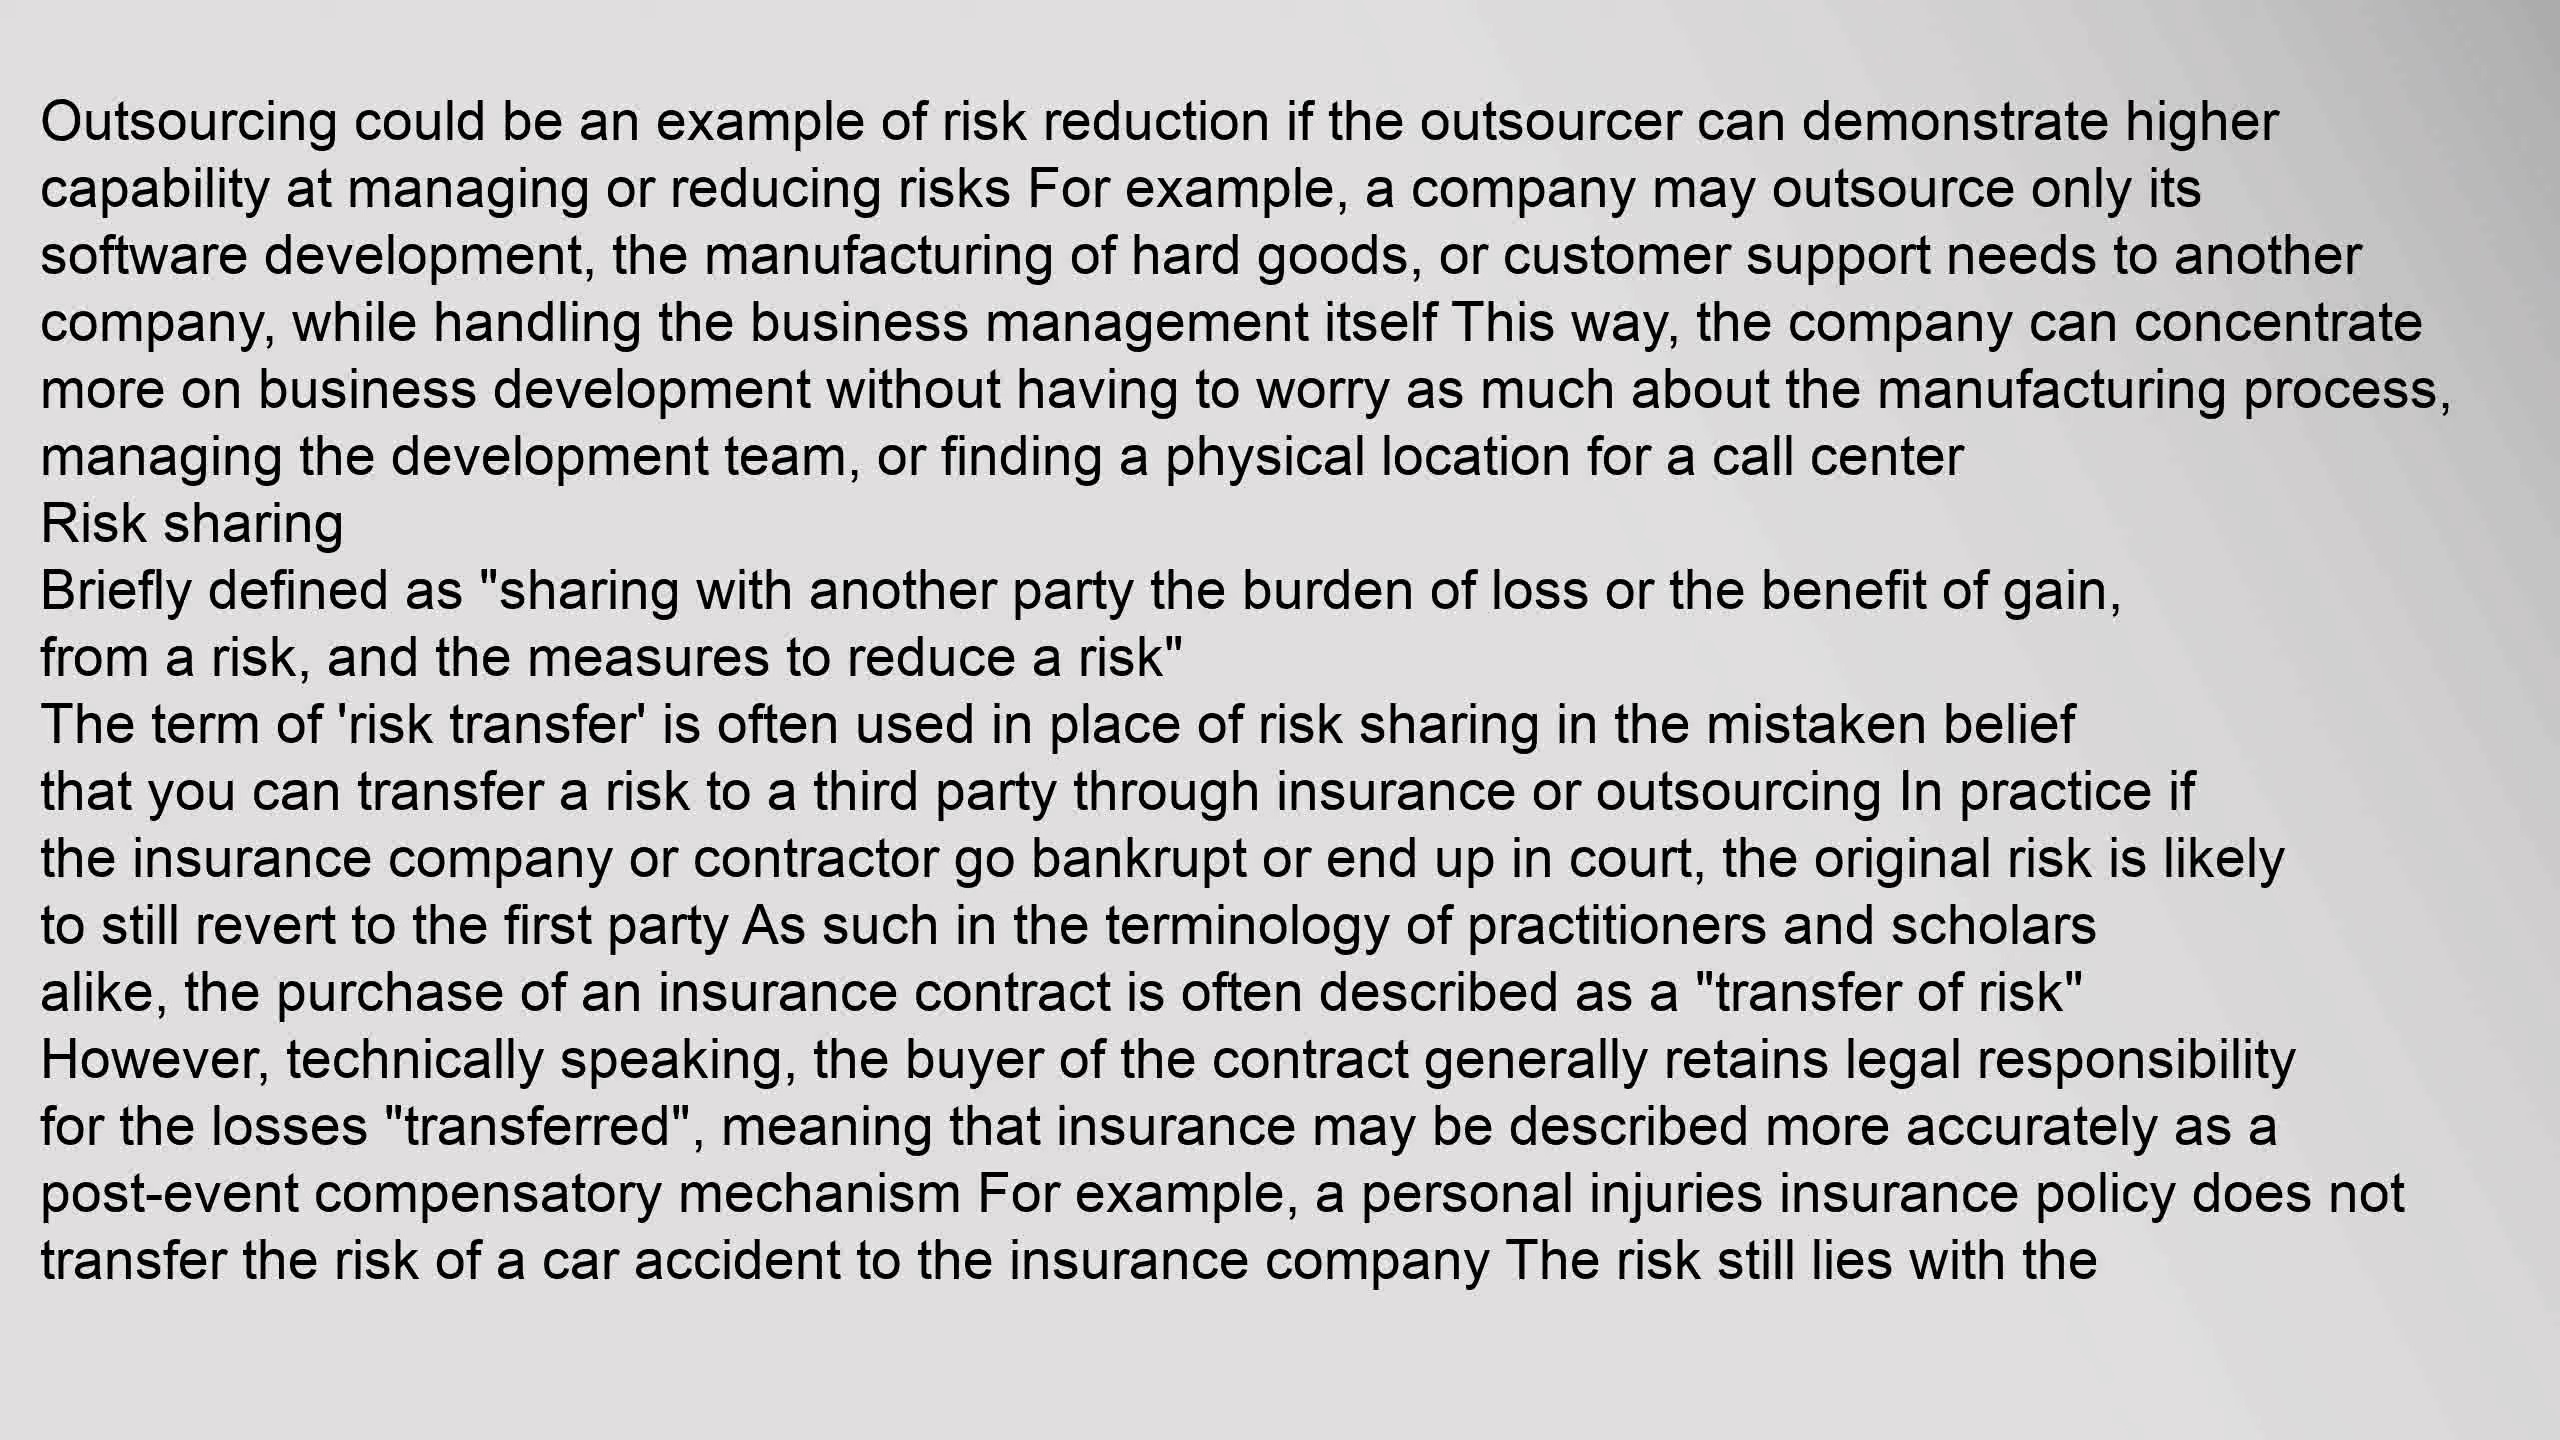 Outsourcing could be an example of risk reduction if the outsourcer can demonstrate higher
capability at managing or reducing risks For example, a company may outsource only its
software development, the manufacturing of hard goods, or customer support needs to another
company, while handling the business management itself This way, the company can concentrate
more on business development without having to worry as much about the manufacturing process,
managing the development team, or finding a physical location for a call center
Risk sharing
Briefly defined as "sharing with another party the burden of loss or the benefit of gain,
from a risk, and the measures to reduce a risk"
The term of 'risk transfer' is often used in place of risk sharing in the mistaken belief
that you can transfer a risk to a third party through insurance or outsourcing In practice if
the insurance company or contractor go bankrupt or end up in court, the original risk is likely
to still revert to the first party As such in the terminology of practitioners and scholars
alike, the purchase of an insurance contract is often described as a "transfer of risk"
However, technically speaking, the buyer of the contract generally retains legal responsibility
for the losses "transferred", meaning that insurance may be described more accurately as a
post-event compensatory mechanism For example, a personal injuries insurance policy does not
transfer the risk of a car accident to the insurance company The risk still lies with the